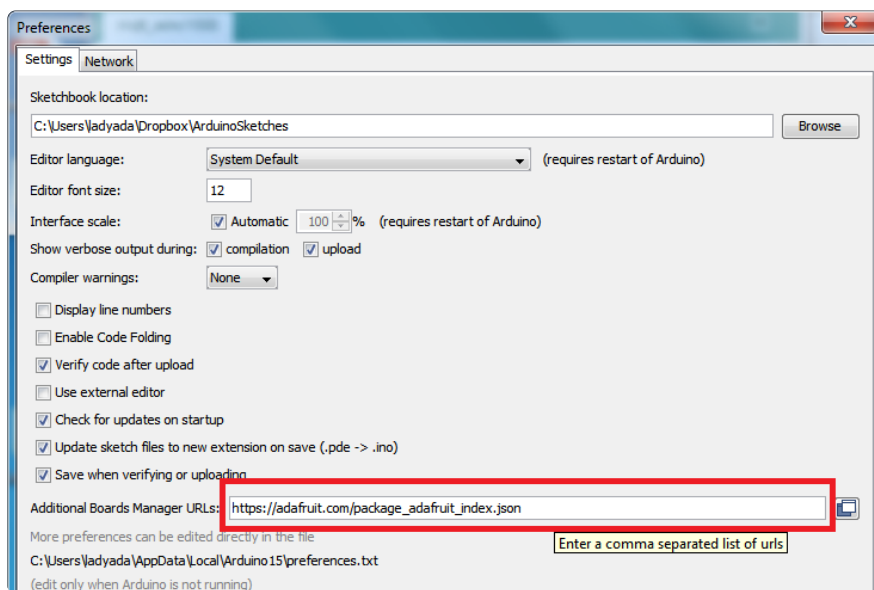 Preferences
Settings Network
Sketchbook location:
C:\Users\ladyada\Dropbox\ArduinoSketches Browse
Editor language: System Default (requires restart of Arduino)
Editor font size: 12
Interface scale: Automatic 100 % (requires restart of Arduino)
Show verbose output during: compilation upload
Compiler warnings: None
Display line numbers
Enable Code Folding
Verify code after upload
Use external editor
Check for updates on startup
Update sketch files to new extension on save (.pde -> .ino)
Save when verifying or uploading
Additional Boards Manager URLs: https://adafruit.com/package_adafruit_index.json
More preferences can be edited directly in the file
Enter a comma separated list of urls
C:\Users\ladyada\AppData\Local\Arduino15\preferences.txt
(edit only when Arduino is not running)